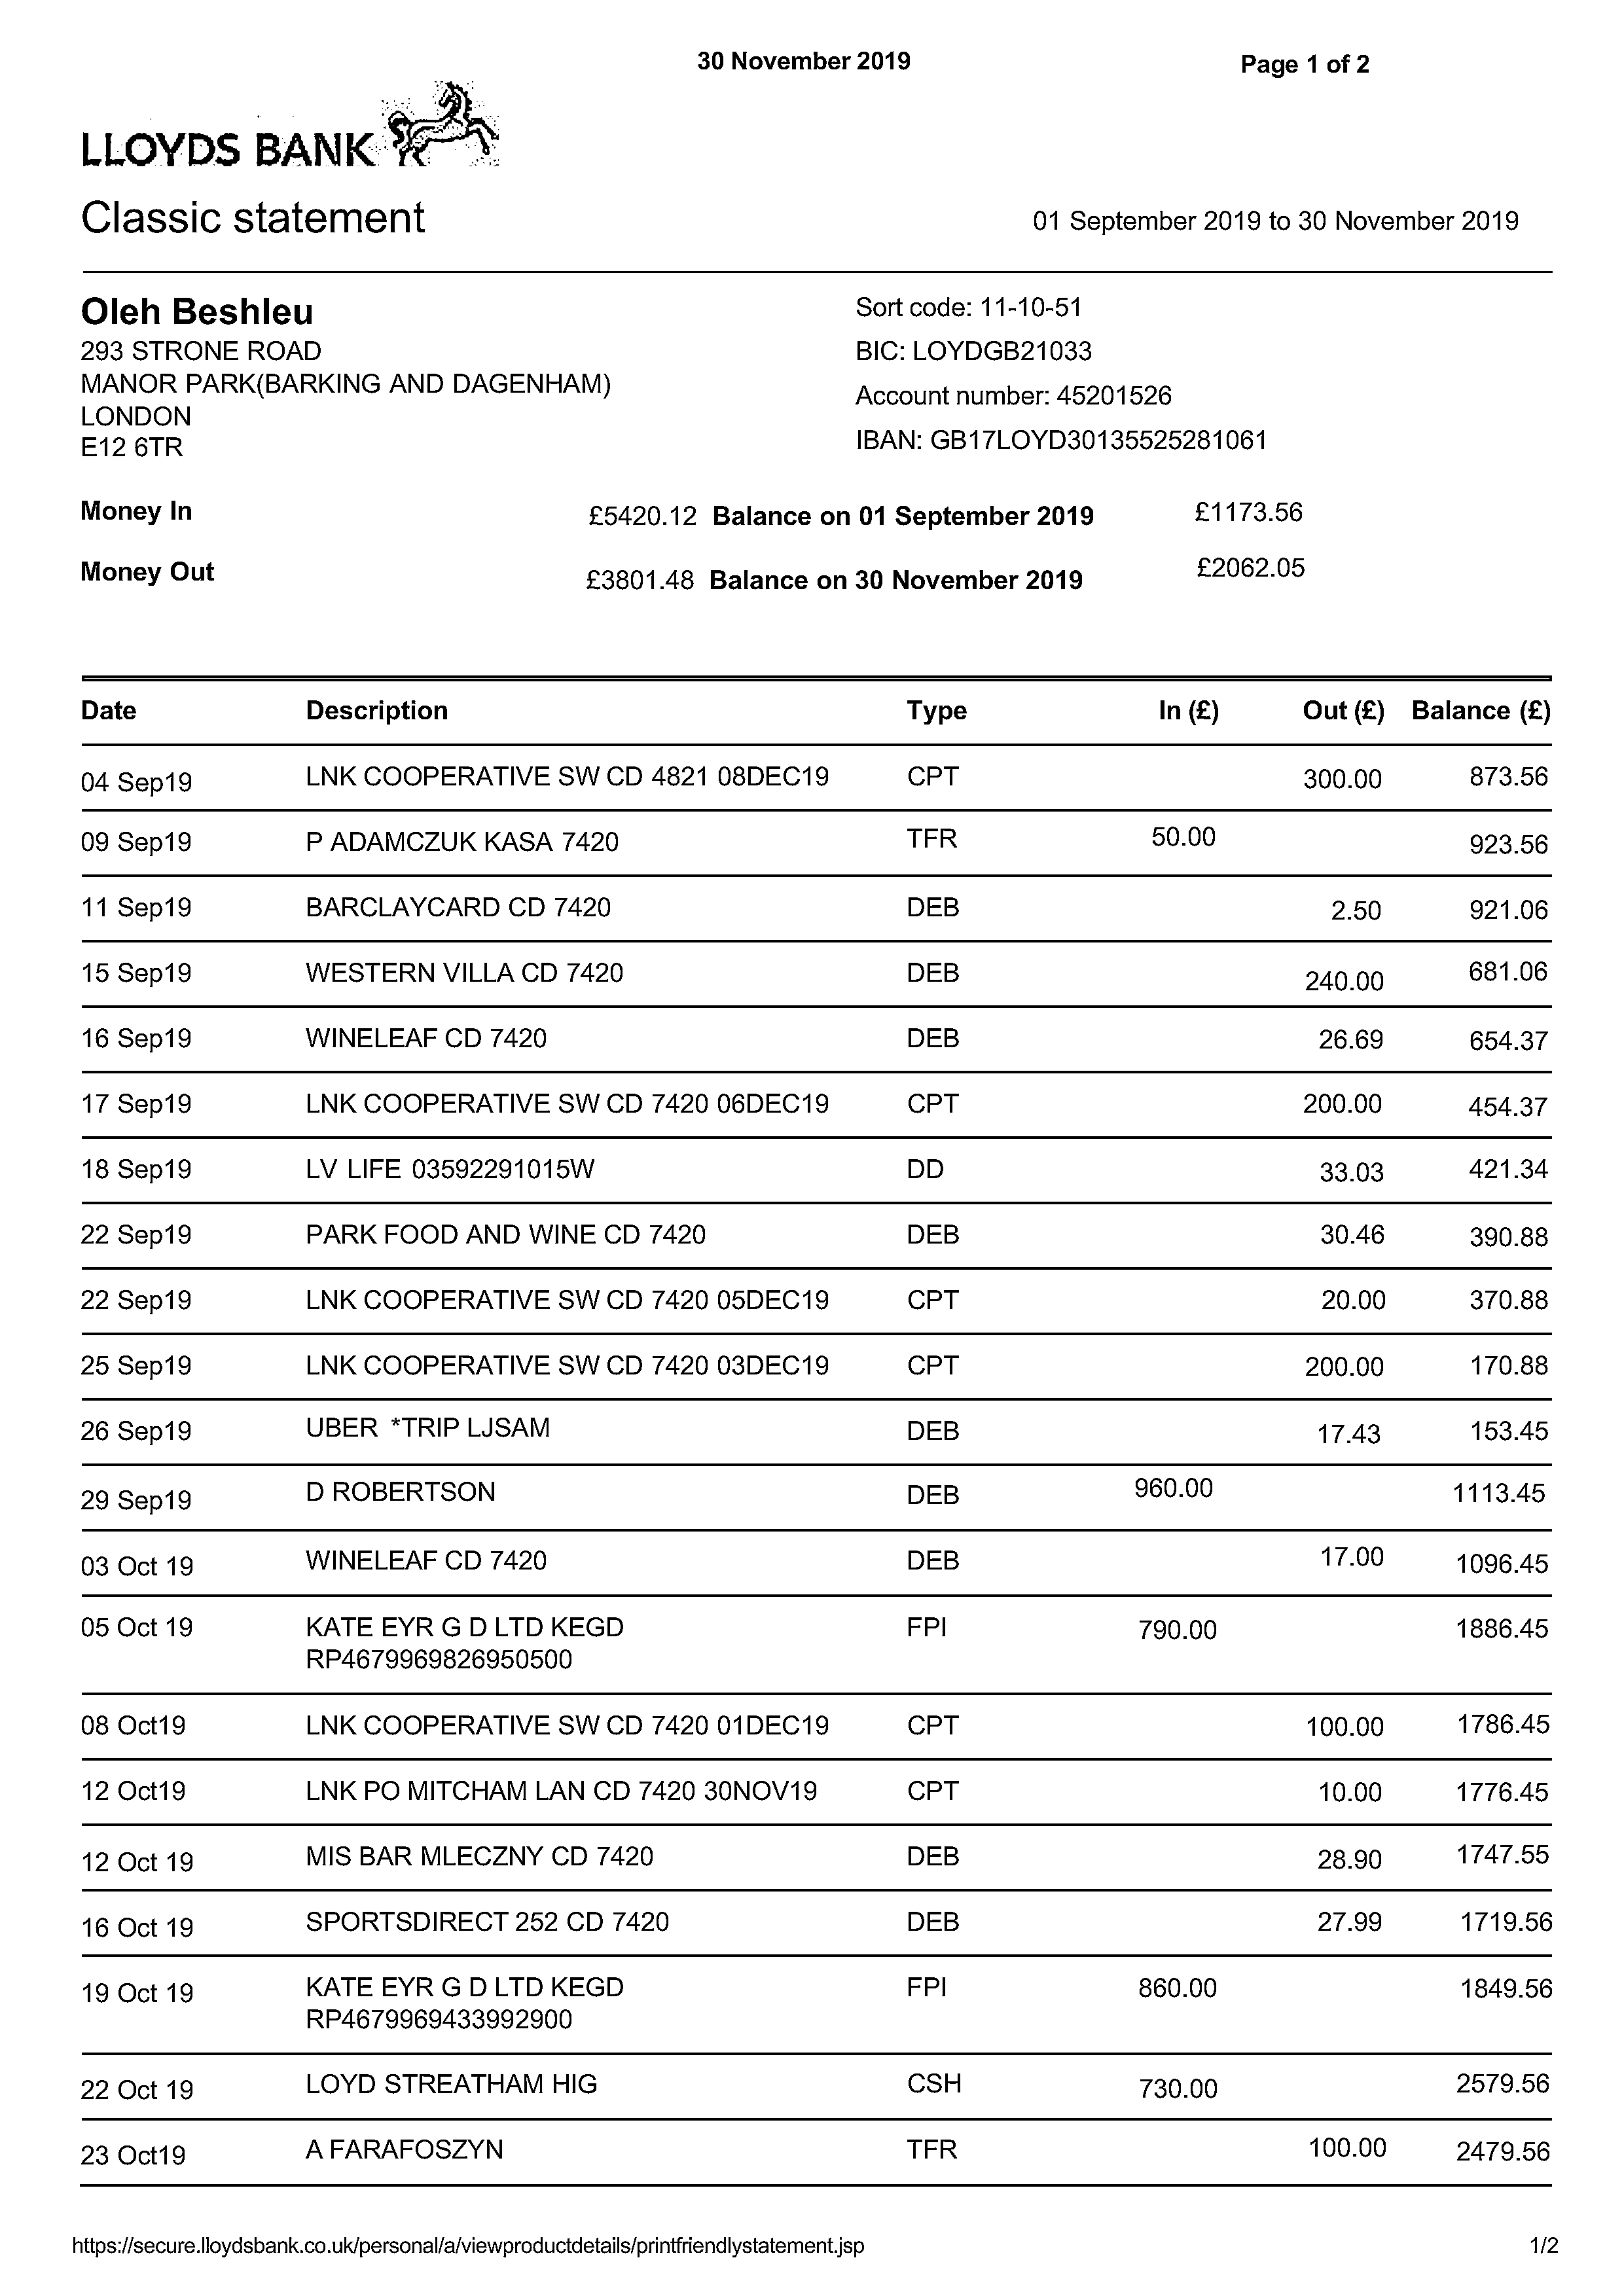 30 November 2019 Page 1 of 2
LLOYDS BANK
Classic statement 01 September 2019 to 30 November 2019
Oleh Beshleu Sort code: 11-10-51
293 STRONE ROAD BIC: LOYDGB21033
MANOR PARK(BARKING AND DAGENHAM) Account number: 45201526
LONDON
E12 6TR IBAN: GB17LOYD30135525281061
Money In £5420.12 Balance on 01 September 2019 £1173.56
Money Out £3801.48 Balance on 30 November 2019 £2062.05
Date Description Type In (£) Out (£) Balance (£)
04 Sep19 LNK COOPERATIVE SW CD 4821 08DEC19 CPT 300.00 873.56
09 Sep19 P ADAMCZUK KASA 7420 TFR 50.00 923.56
11 Sep19 BARCLAYCARD CD 7420 DEB 2.50 921.06
15 Sep19 WESTERN VILLA CD 7420 DEB 240.00 681.06
16 Sep19 WINELEAF CD 7420 DEB 26.69 654.37
17 Sep19 LNK COOPERATIVE SW CD 7420 06DEC19 CPT 200.00 454.37
18 Sep19 LV LIFE 03592291015W DD 33.03 421.34
22 Sep19 PARK FOOD AND WINE CD 7420 DEB 30.46 390.88
22 Sep19 LNK COOPERATIVE SW CD 7420 05DEC19 CPT 20.00 370.88
25 Sep19 LNK COOPERATIVE SW CD 7420 03DEC19 CPT 200.00 170.88
26 Sep19 UBER *TRIP LJSAM DEB 17.43 153.45
29 Sep19 D ROBERTSON DEB 960.00 1113.45
03 Oct 19 WINELEAF CD 7420 DEB 17.00 1096.45
05 Oct 19 KATE EYR G D LTD KEGD FPI 790.00 1886.45
RP4679969826950500
08 Oct19 LNK COOPERATIVE SW CD 7420 01DEC19 CPT 100.00 1786.45
12 Oct19 LNK PO MITCHAM LAN CD 7420 30NOV19 CPT 10.00 1776.45
12 Oct 19 MIS BAR MLECZNY CD 7420 DEB 28.90 1747.55
16 Oct 19 SPORTSDIRECT 252 CD 7420 DEB 27.99 1719.56
19 Oct 19 KATE EYR G D LTD KEGD FPI 860.00 1849.56
RP4679969433992900
22 Oct 19 LOYD STREATHAM HIG CSH 730.00 2579.56
23 Oct19 A FARAFOSZYN TFR 100.00 2479.56
https://secure.lloydsbank.co.uk/personal/a/viewproductdetails/printfriendlystatement.jsp 1/2